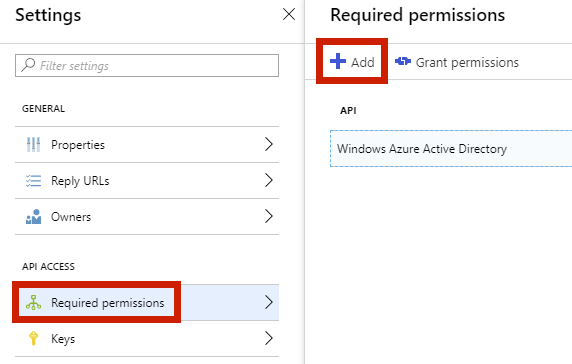 Settings
Filter settings
GENERAL
Properties
Reply URLs
Owners
API ACCESS
Required permissions
Keys
Required permissions
Add
Grant permissions
API
Windows Azure Active Directory